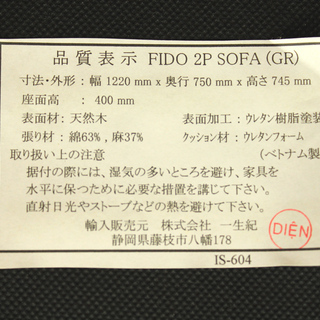 品質表示 FIDO 2P SOFA (GR)
寸法・外形：幅 1220 mm x 奥行 750 mm x 高さ 745 mm
座面高 ： 400 mm
表面材：天然木 表面加工：ウレタン樹脂塗装
張り材：綿63%，麻37% クッション材：ウレタンフォーム
取り扱い上の注意 (ベトナム製
据付の際には、湿気の多いところを避け、家具を
水平に保つために必要な措置を講じて下さい。
直射日光やストーブなどの熱を避けて下さい。
輸入販売元 株式会社 一生紀
静岡県藤枝市八幡178
DIỆN
IS-604